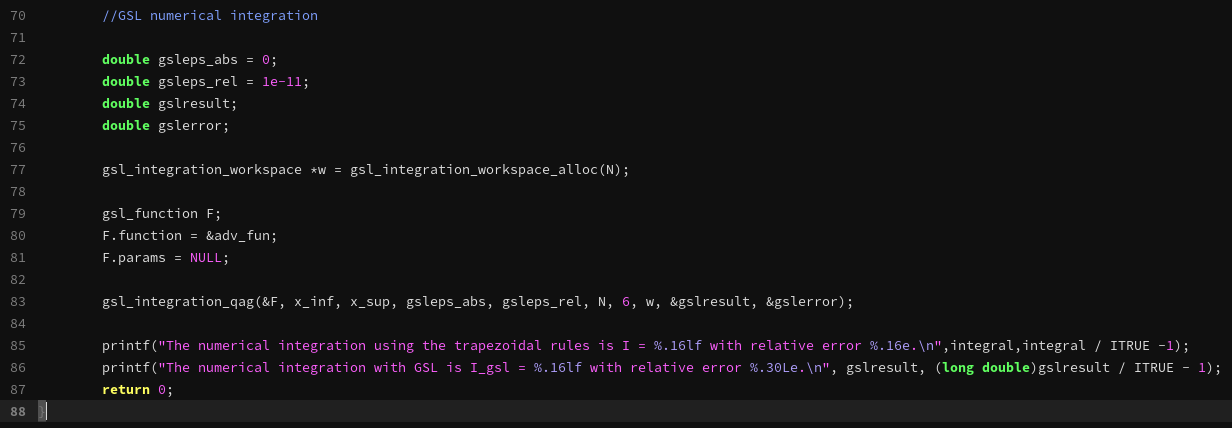 70 //GSL numerical integration
71
72 double gsleps_abs = 0;
73 double gsleps_rel = 1e-11;
74 double gslresult;
75 double gslerror;
76
77 gsl_integration_workspace *w = gsl_integration_workspace_alloc(N);
78
79 gsl_function F;
80 F.function = &adv_fun;
81 F.params = NULL;
82
83 gsl_integration_qag(&F, x_inf, x_sup, gsleps_abs, gsleps_rel, N, 6, w, &gslresult, &gslerror);
84
85 printf("The numerical integration using the trapezoidal rules is I = %.16lf with relative error %.16e.\n",integral,integral / ITRUE -1);
86 printf("The numerical integration with GSL is I_gsl = %.16lf with relative error %.30Le.\n", gslresult, (long double)gslresult / ITRUE - 1);
87 return 0;
88 }